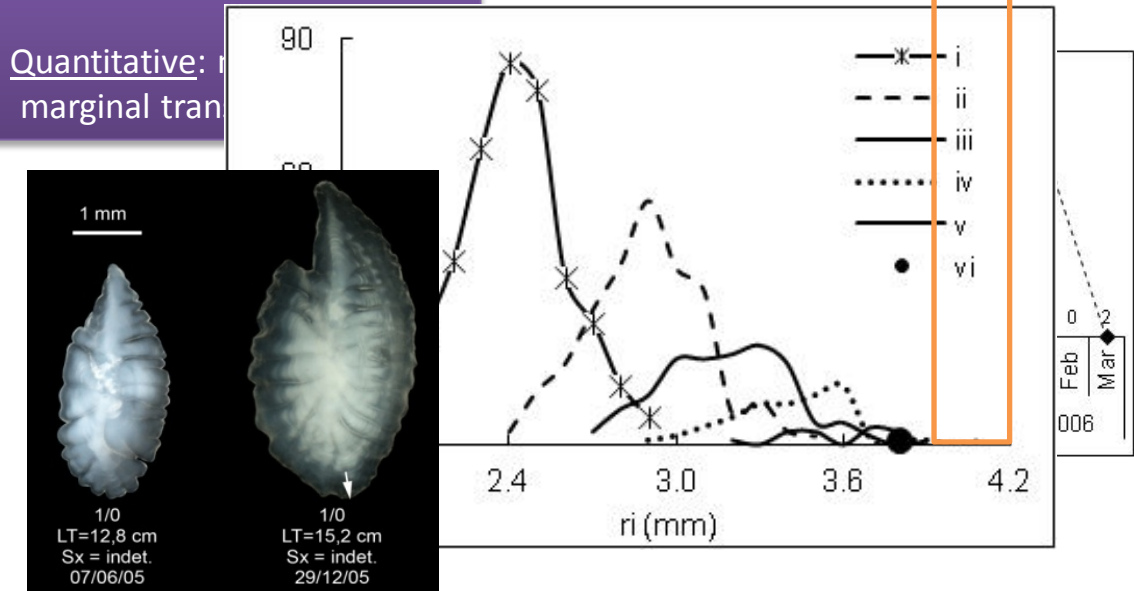 Quantitative:
marginal
90
i
ii
iii
iv
v
vi
2.4 3.0 3.6 4.2
ri (mm)
1 mm
1/0
LT=12,8 cm
Sx = indet.
07/06/05
1/0
LT=15,2 cm
Sx = indet.
29/12/05
0 2
Feb
Mar
006